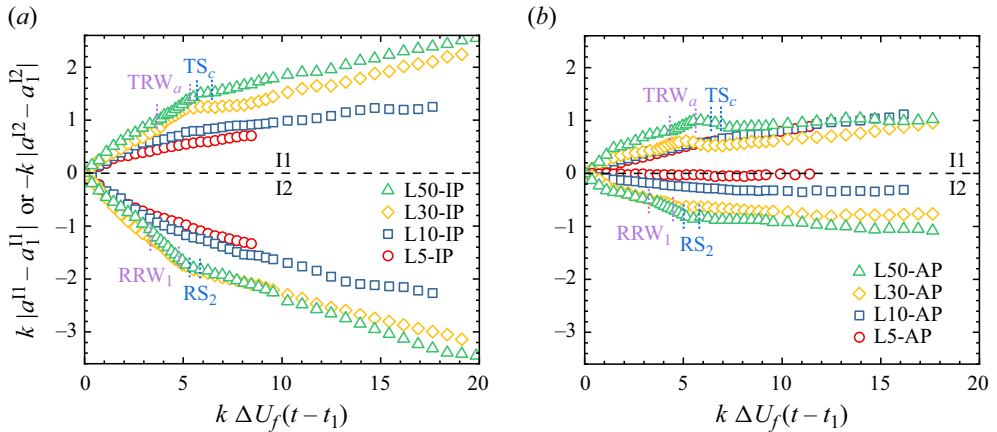 (a)
(b)
k |a^I1 – a_1^I1| or –k |a^I2 – a_1^I2|
2
1
0
–1
–2
–3
TRW_a
TS_c
I1
I2
RRW_1
RS_2
L50-IP
L30-IP
L10-IP
L5-IP
0
5
10
15
20
k ΔU_f (t – t_1)
2
1
0
–1
–2
–3
TRW_a
TS_c
I1
I2
RRW_1
RS_2
L50-AP
L30-AP
L10-AP
L5-AP
0
5
10
15
20
k ΔU_f (t – t_1)